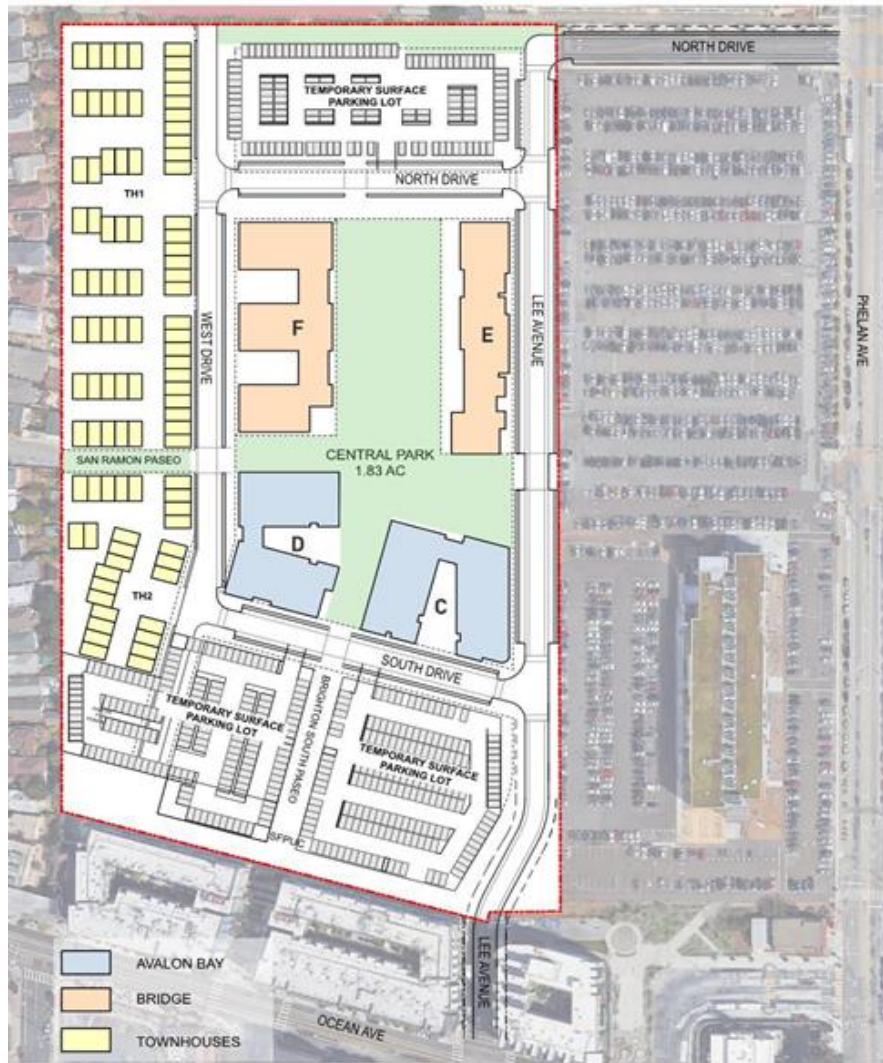 NORTH DRIVE
TEMPORARY SURFACE
PARKING LOT
NORTH DRIVE
TH1
WEST DRIVE
F
E
LEE AVENUE
PHELAN AVE
SAN RAMON PASEO
CENTRAL PARK
1.83 AC
D
C
TH2
SOUTH DRIVE
TEMPORARY SURFACE
PARKING LOT
BRIGHTON SOUTH PASEO
TEMPORARY SURFACE
PARKING LOT
SFPUC
LEE AVENUE
OCEAN AVE
AVALON BAY
BRIDGE
TOWNHOUSES